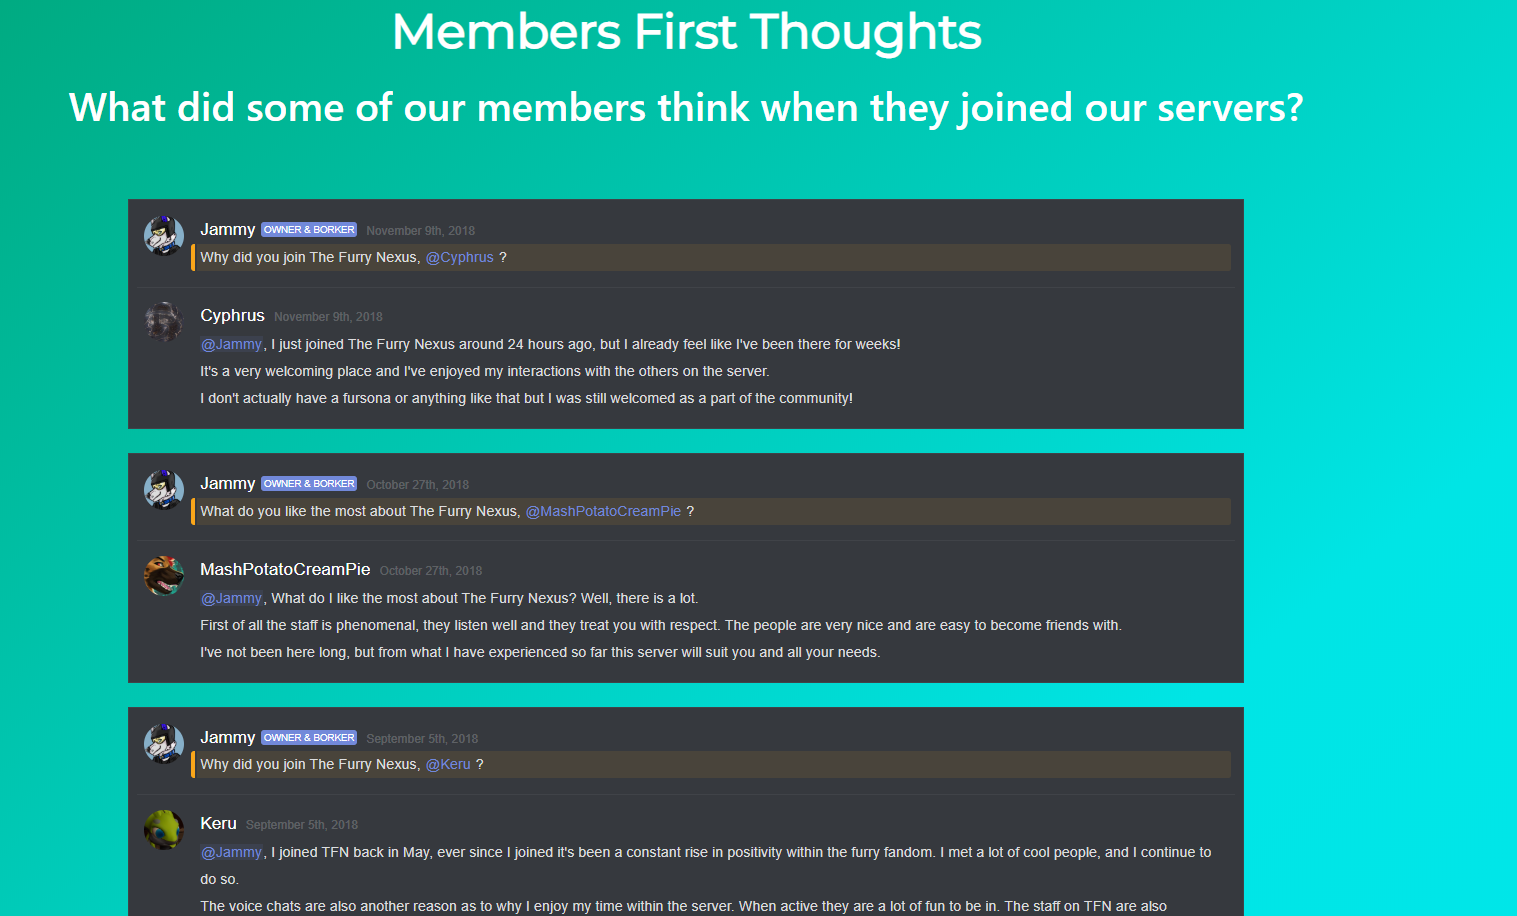 Members First Thoughts
What did some of our members think when they joined our servers?
Jammy OWNER & BORKER November 9th, 2018
Why did you join The Furry Nexus, @Cyphrus ?
Cyphrus November 9th, 2018
@Jammy, I just joined The Furry Nexus around 24 hours ago, but I already feel like I've been there for weeks!
It's a very welcoming place and I've enjoyed my interactions with the others on the server.
I don't actually have a fursona or anything like that but I was still welcomed as a part of the community!
Jammy OWNER & BORKER October 27th, 2018
What do you like the most about The Furry Nexus, @MashPotatoCreamPie ?
MashPotatoCreamPie October 27th, 2018
@Jammy, What do I like the most about The Furry Nexus? Well, there is a lot.
First of all the staff is phenomenal, they listen well and they treat you with respect. The people are very nice and are easy to become friends with.
I've not been here long, but from what I have experienced so far this server will suit you and all your needs.
Jammy OWNER & BORKER September 5th, 2018
Why did you join The Furry Nexus, @Keru ?
Keru September 5th, 2018
@Jammy, I joined TFN back in May, ever since I joined it's been a constant rise in positivity within the furry fandom. I met a lot of cool people, and I continue to
do so.
The voice chats are also another reason as to why I enjoy my time within the server. When active they are a lot of fun to be in. The staff on TFN are also